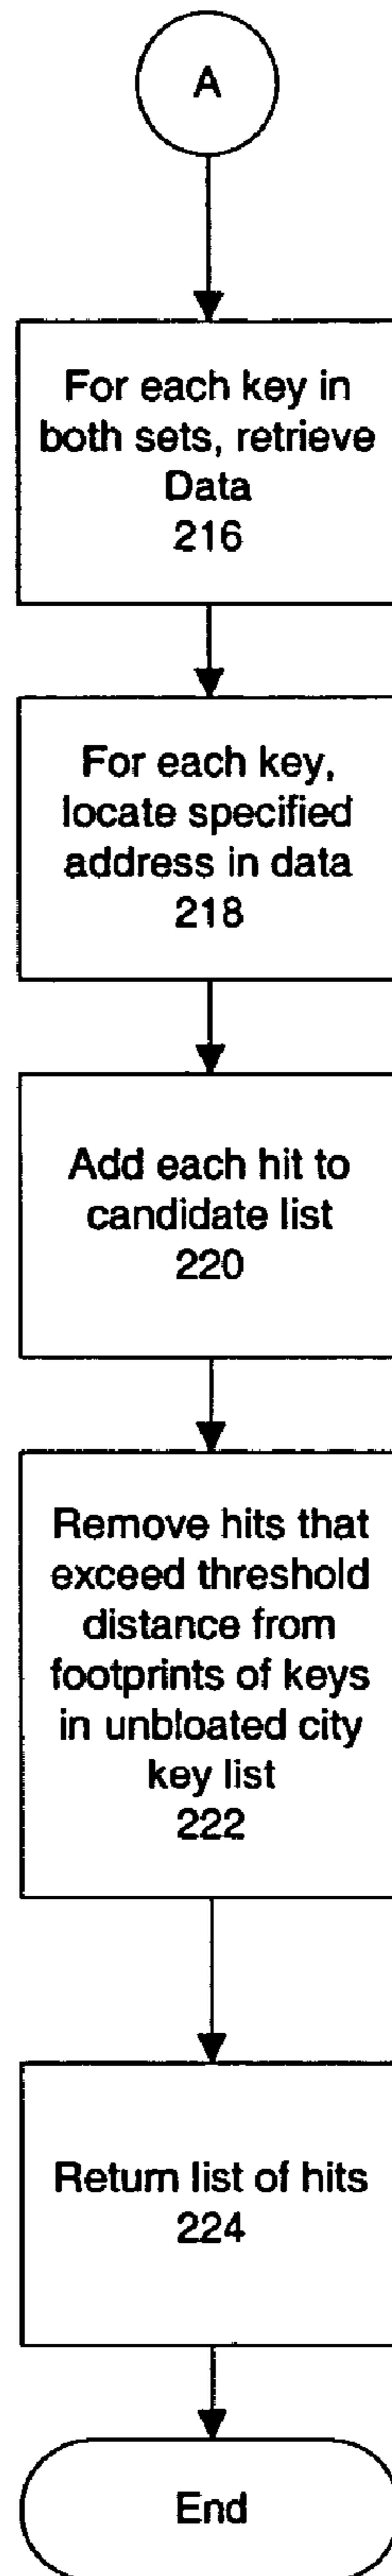 A
For each key in
both sets, retrieve
Data
216
For each key,
locate specified
address in data
218
Add each hit to
candidate list
220
Remove hits that
exceed threshold
distance from
footprints of keys
in unbloated city
key list
222
Return list of hits
224
End